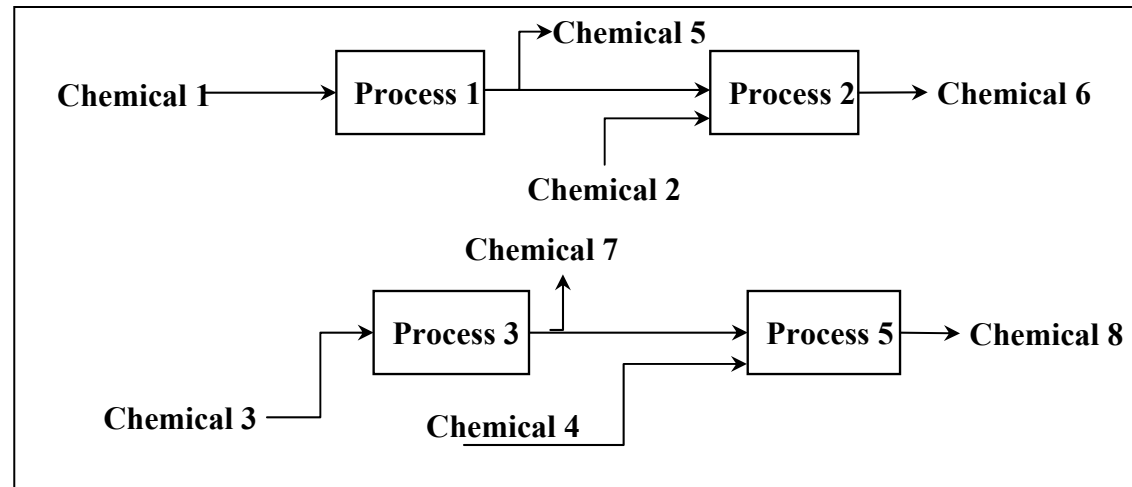 Chemical 5
Chemical 1
Process 1
Process 2
Chemical 6
Chemical 2
Chemical 7
Process 3
Process 5
Chemical 8
Chemical 3
Chemical 4